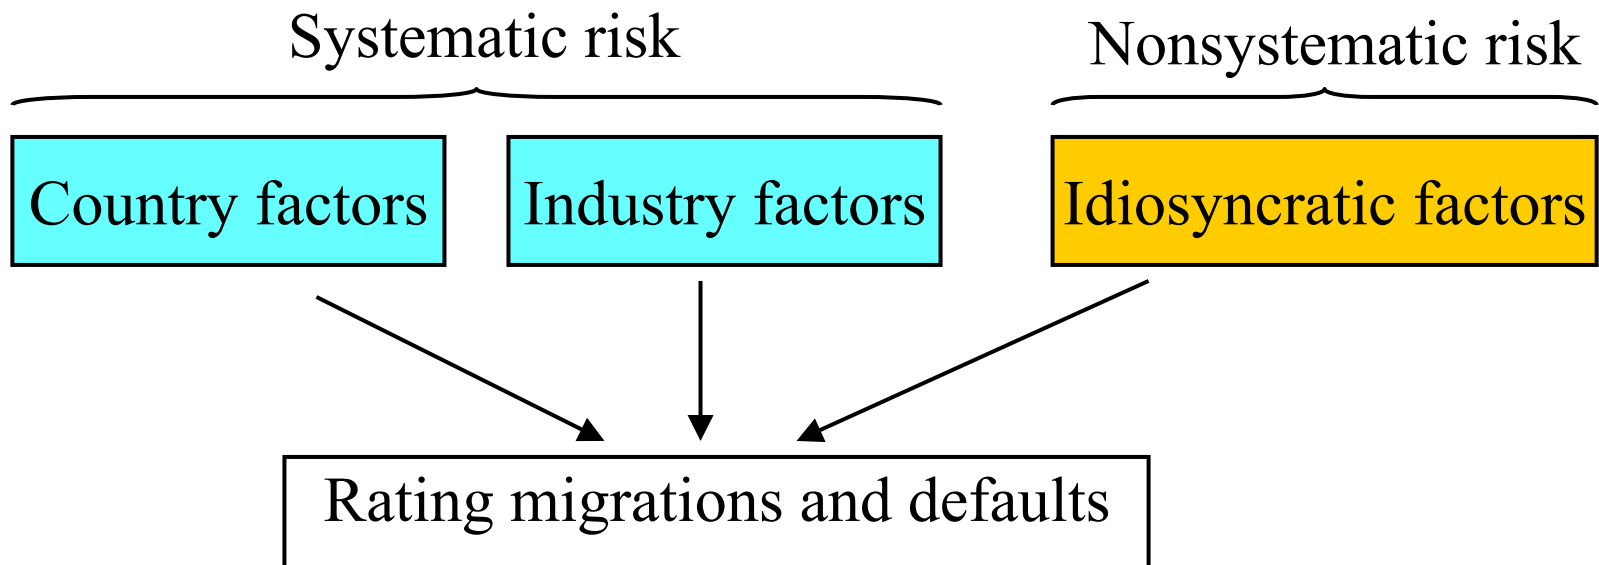 Systematic risk
Nonsystematic risk
Country factors
Industry factors
Idiosyncratic factors
Rating migrations and defaults